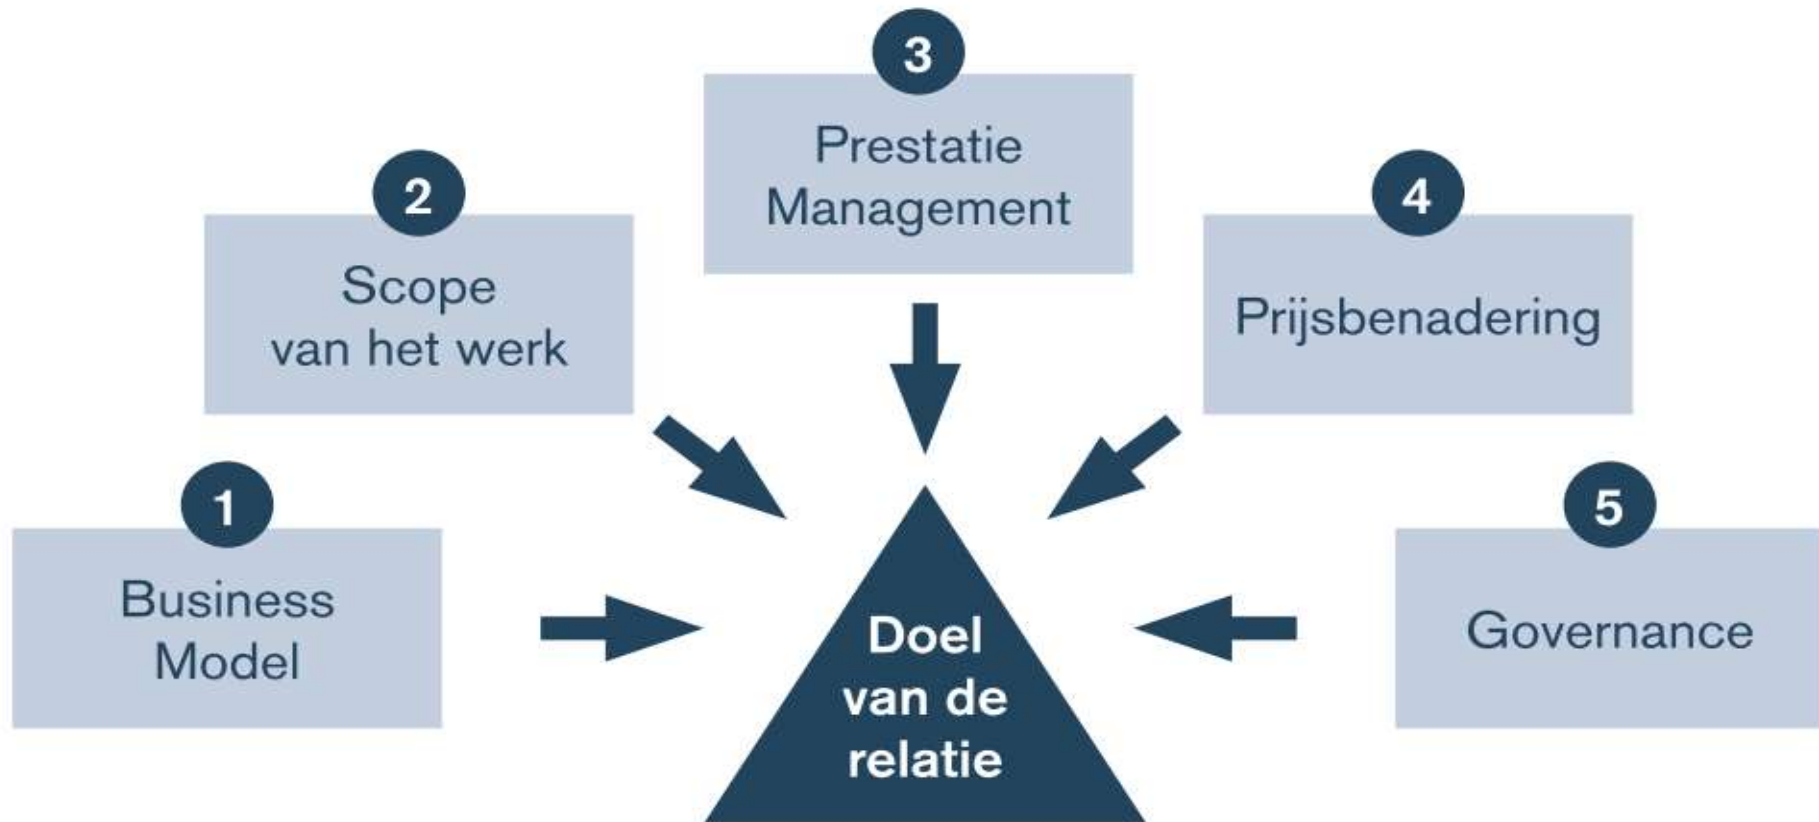 1
Business
Model
2
Scope
van het werk
3
Prestatie
Management
4
Prijsbenadering
5
Governance
Doel
van de
relatie